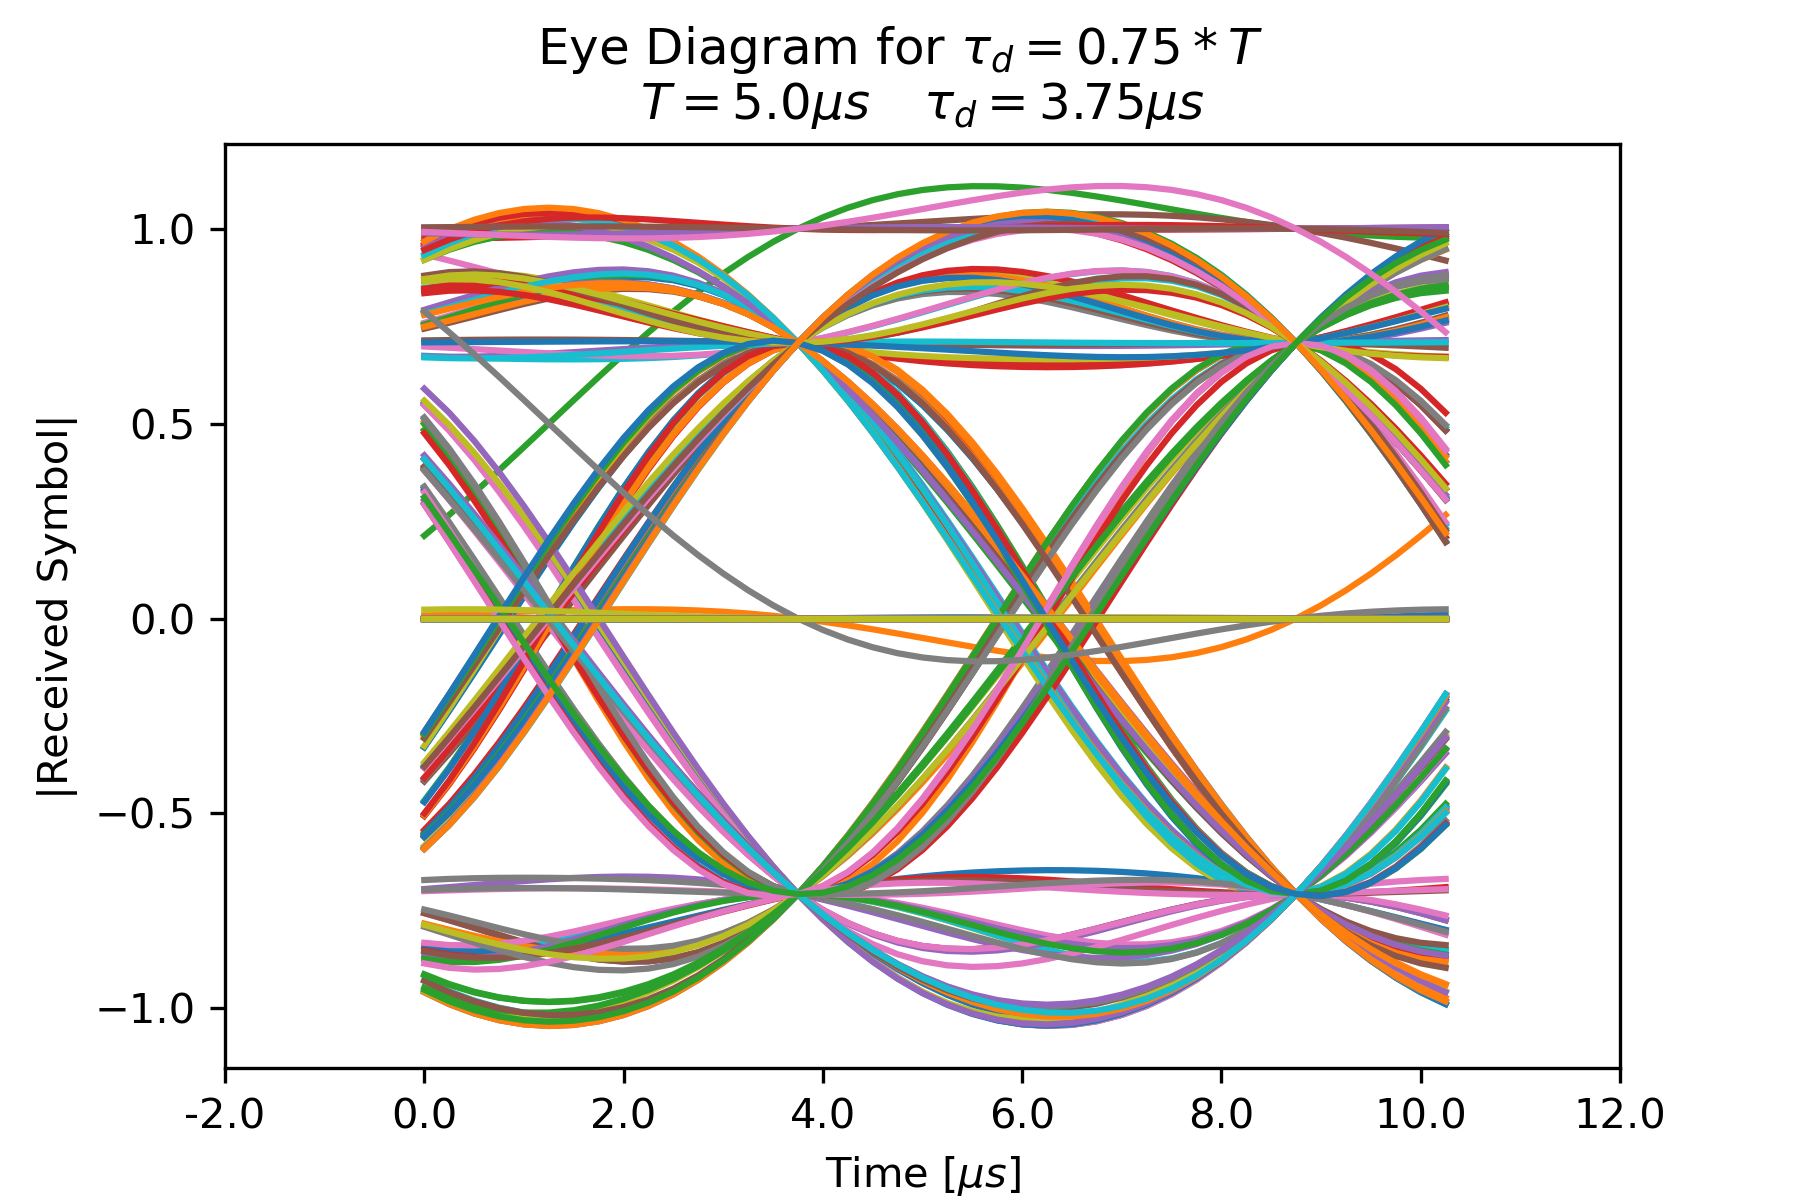 Eye Diagram for τ_d = 0.75 * T
T = 5.0μs τ_d = 3.75μs
|Received Symbol|
1.0
0.5
0.0
−0.5
−1.0
-2.0 0.0 2.0 4.0 6.0 8.0 10.0 12.0
Time [μs]